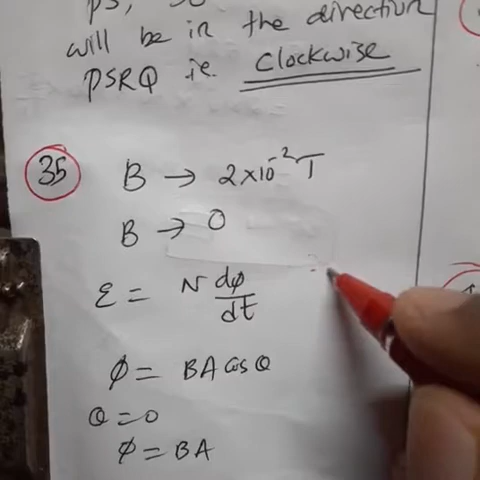 will be in the direction
PSRQ ie. Clockwise
35
B → 2×10⁻² T
B → 0
ε = N dφ/dt
φ = BA cos θ
θ = 0
φ = BA